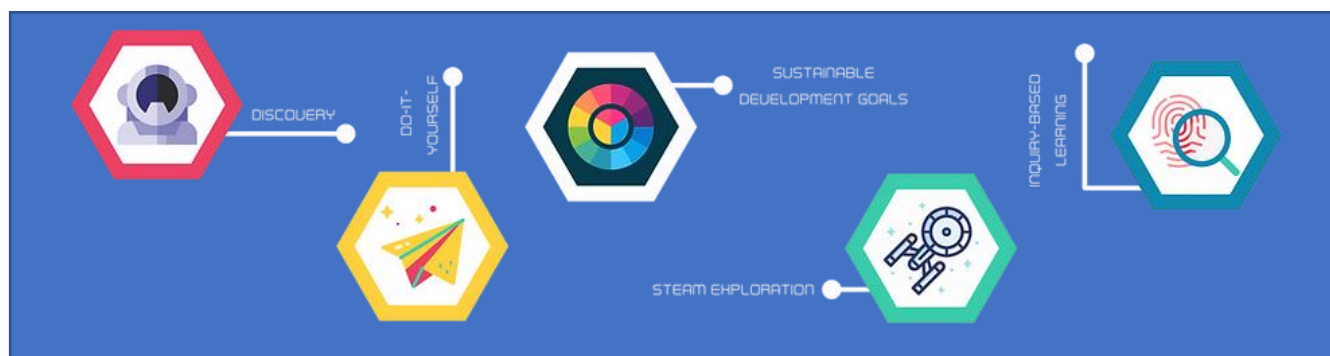 DISCOVERY
DO-IT-
YOURSELF
SUSTAINABLE
DEVELOPMENT GOALS
STEAM EXPLORATION
INQUIRY-BASED
LEARNING